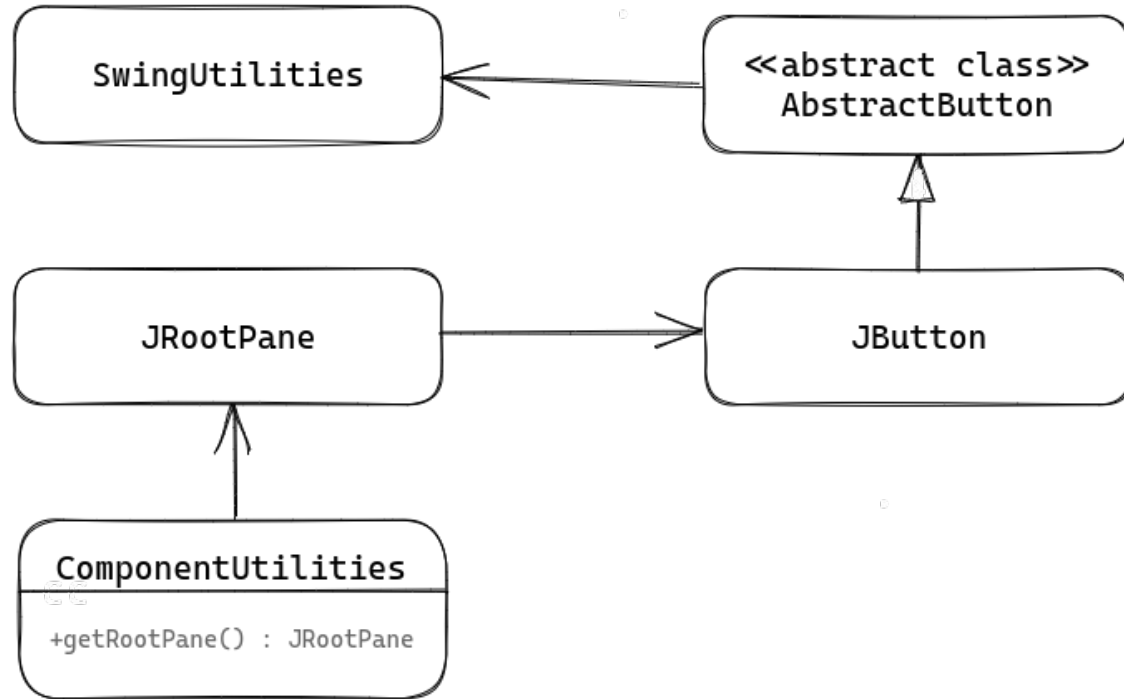 SwingUtilities
<<abstract class>>
AbstractButton
JRootPane
JButton
ComponentUtilities
+getRootPane() : JRootPane